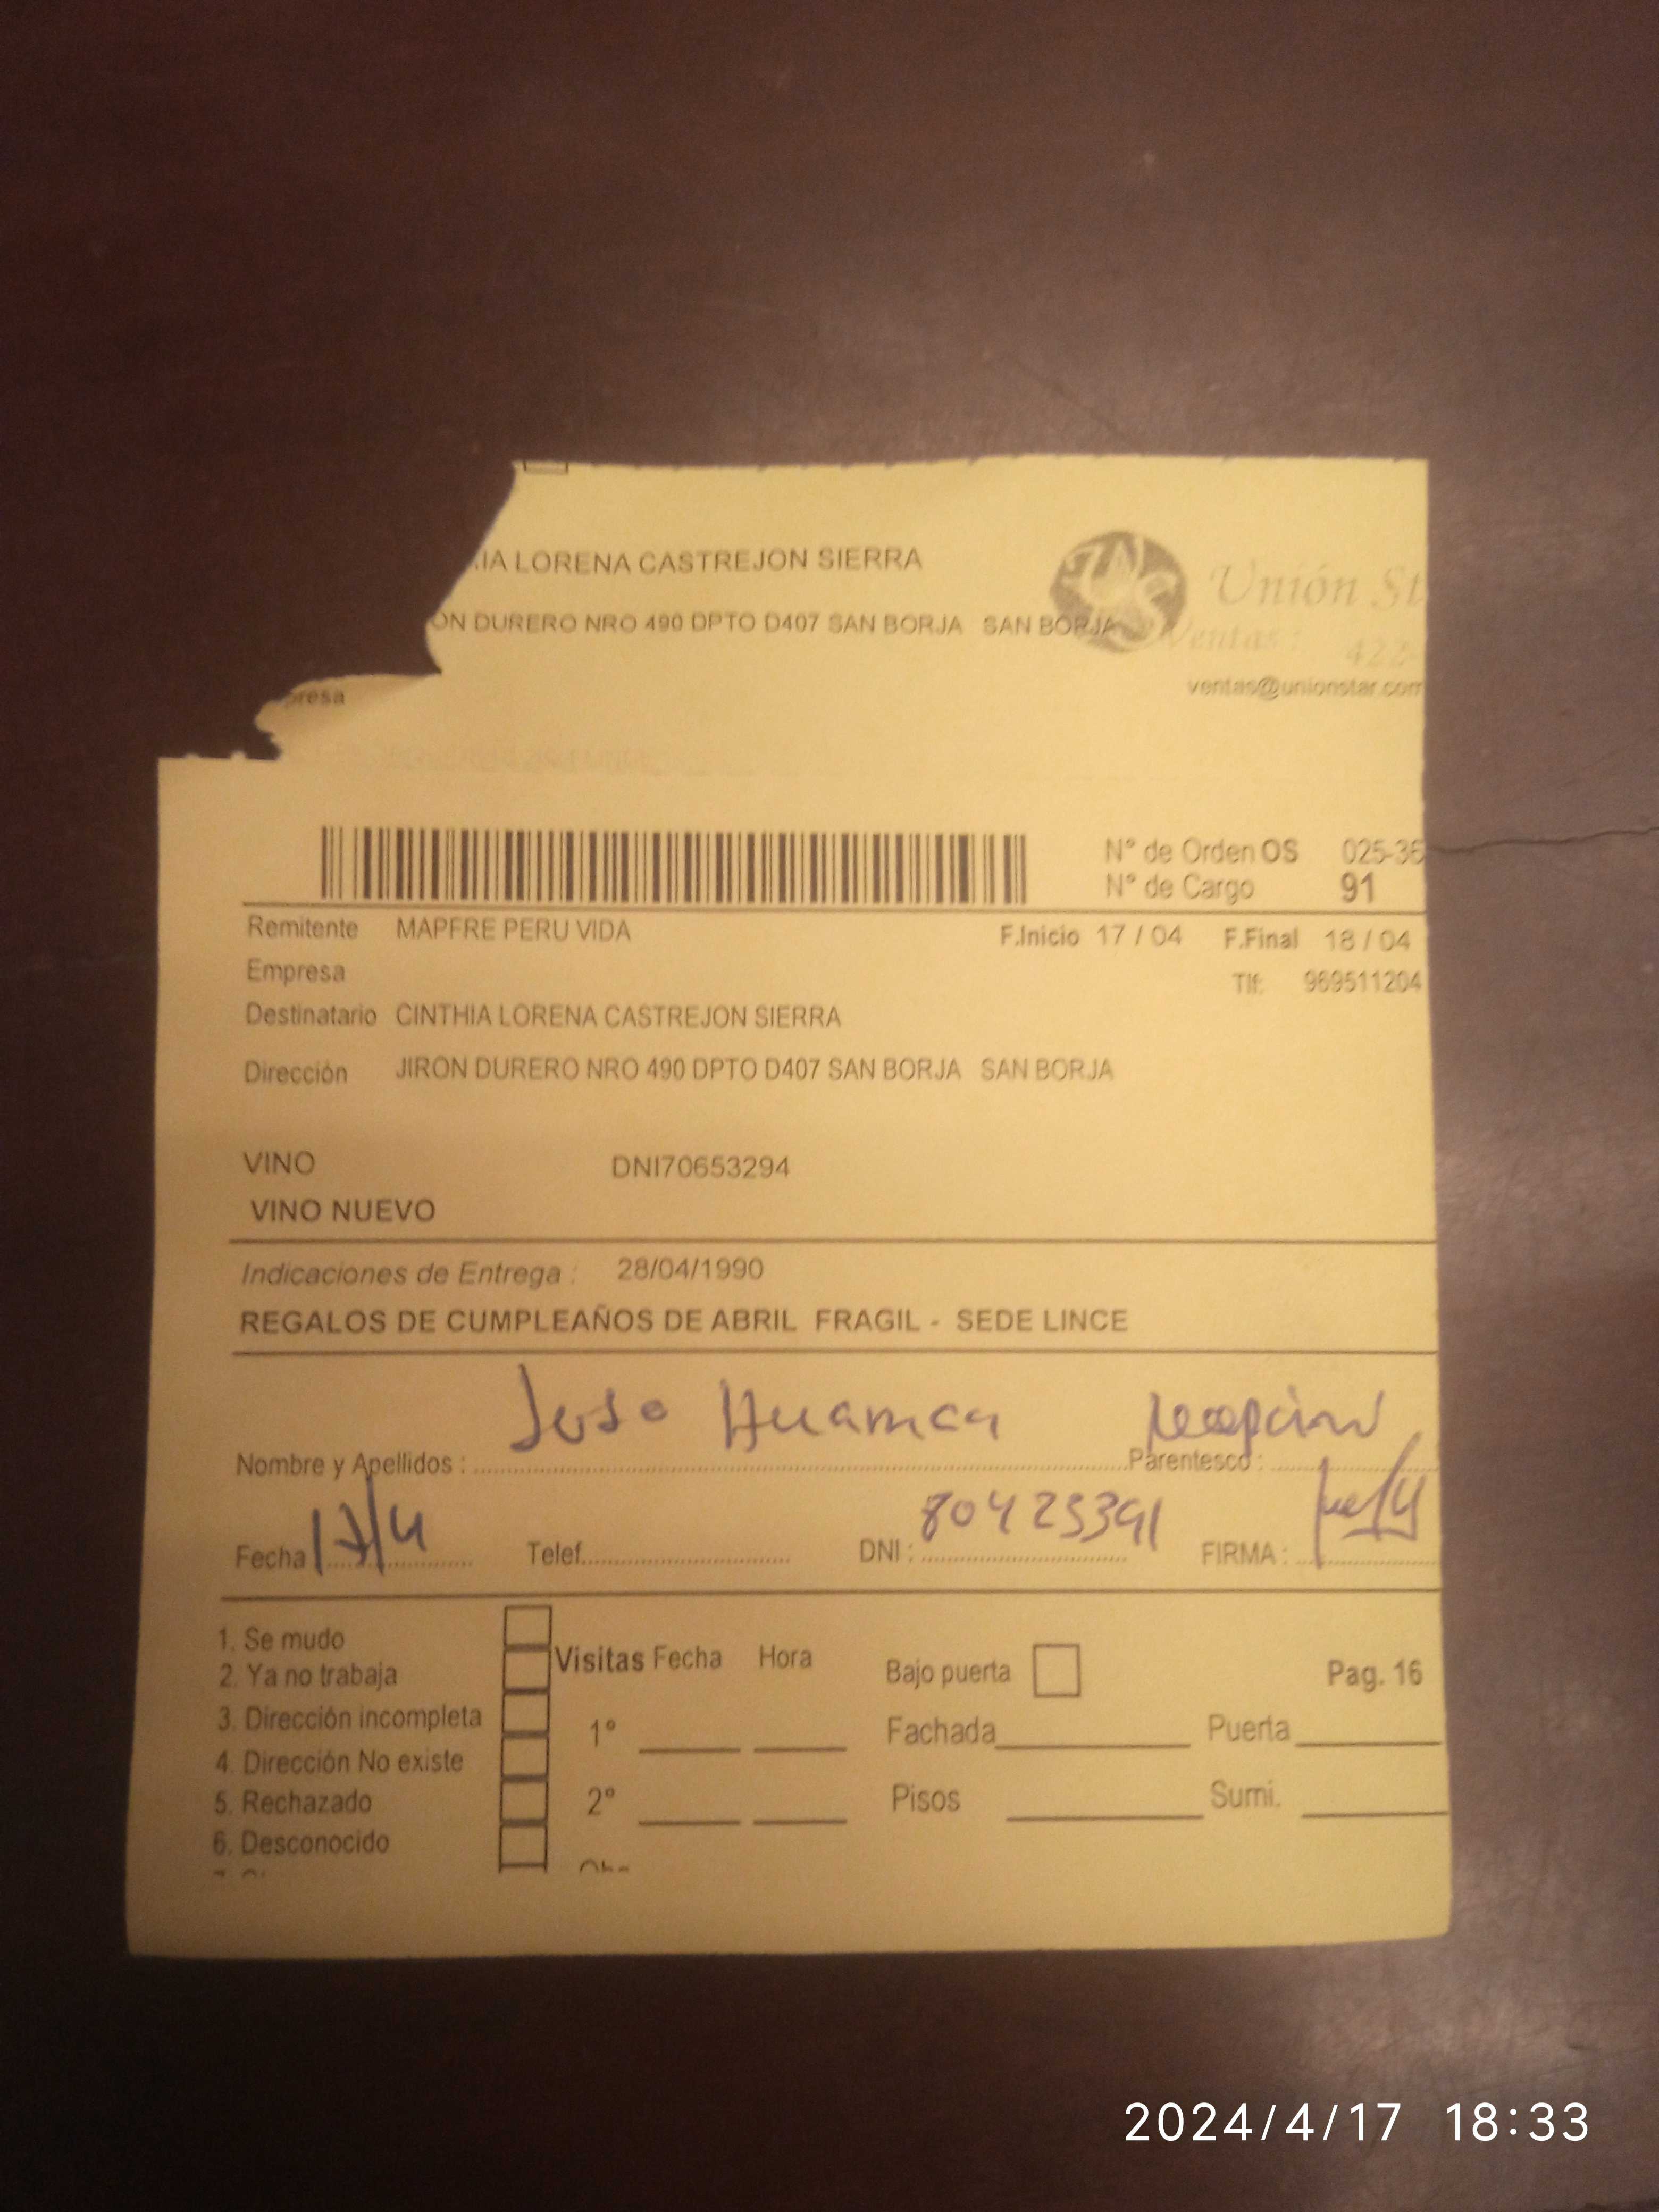 IA LORENA CASTREJON SIERRA
ON DURERO NRO 490 DPTO D407 SAN BORJA SAN BORJA
Unión St
Ventas: 422-
presa
ventas@unionstar.com
Nº de Orden OS 025-36
Nº de Cargo 91
Remitente MAPFRE PERU VIDA F.Inicio 17 / 04 F.Final 18 / 04
Empresa Tlf: 969511204
Destinatario CINTHIA LORENA CASTREJON SIERRA
Dirección JIRON DURERO NRO 490 DPTO D407 SAN BORJA SAN BORJA
VINO DNI70653294
VINO NUEVO
Indicaciones de Entrega : 28/04/1990
REGALOS DE CUMPLEAÑOS DE ABRIL FRAGIL - SEDE LINCE
Jose Huaman
Nombre y Apellidos : Parentesco :
17/4 80425391
Fecha Telef. DNI : FIRMA :
1. Se mudo
2. Ya no trabaja
3. Dirección incompleta
4. Dirección No existe
5. Rechazado
6. Desconocido
Visitas Fecha Hora
1º
2º
Bajo puerta Pag. 16
Fachada Puerta
Pisos Sumi.
2024/4/17 18:33